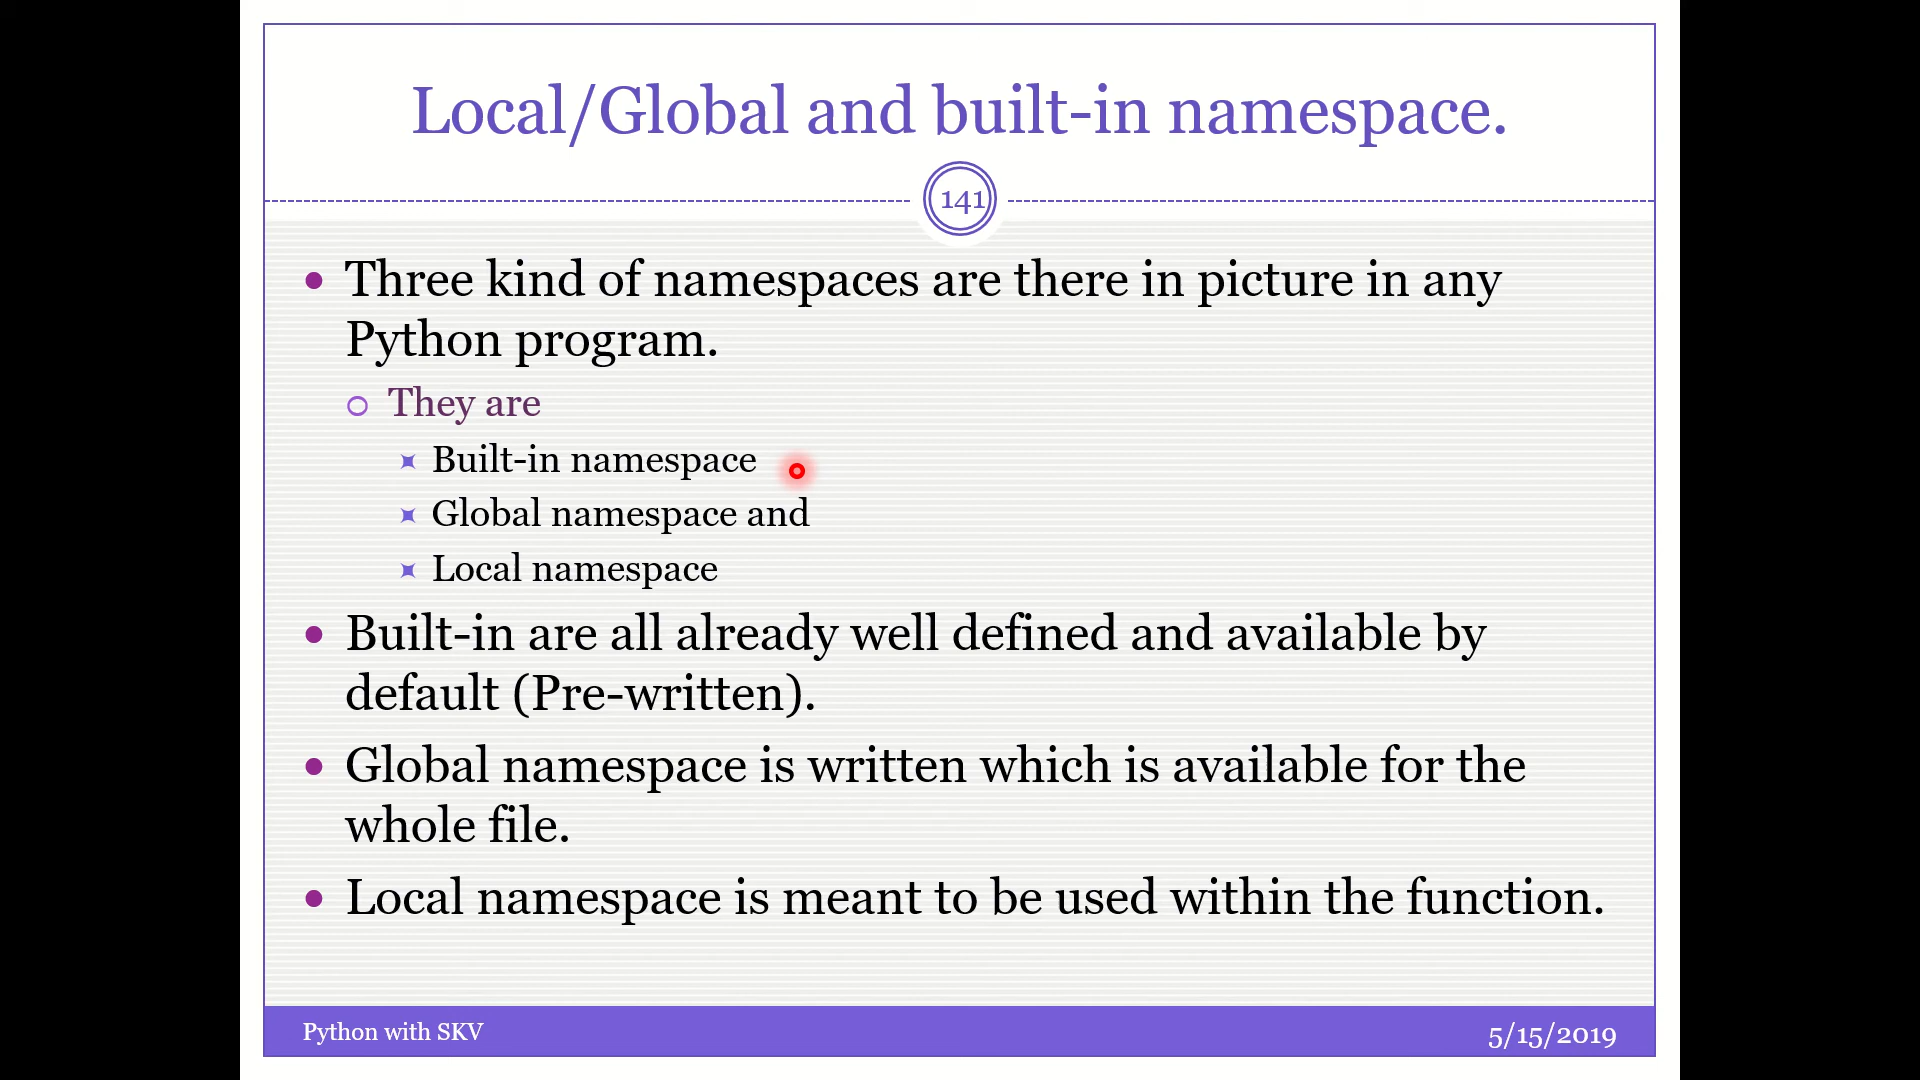 Local/Global and built-in namespace.
141
Three kind of namespaces are there in picture in any
Python program.
They are
Built-in namespace
Global namespace and
Local namespace
Built-in are all already well defined and available by
default (Pre-written).
Global namespace is written which is available for the
whole file.
Local namespace is meant to be used within the function.
Python with SKV
5/15/2019